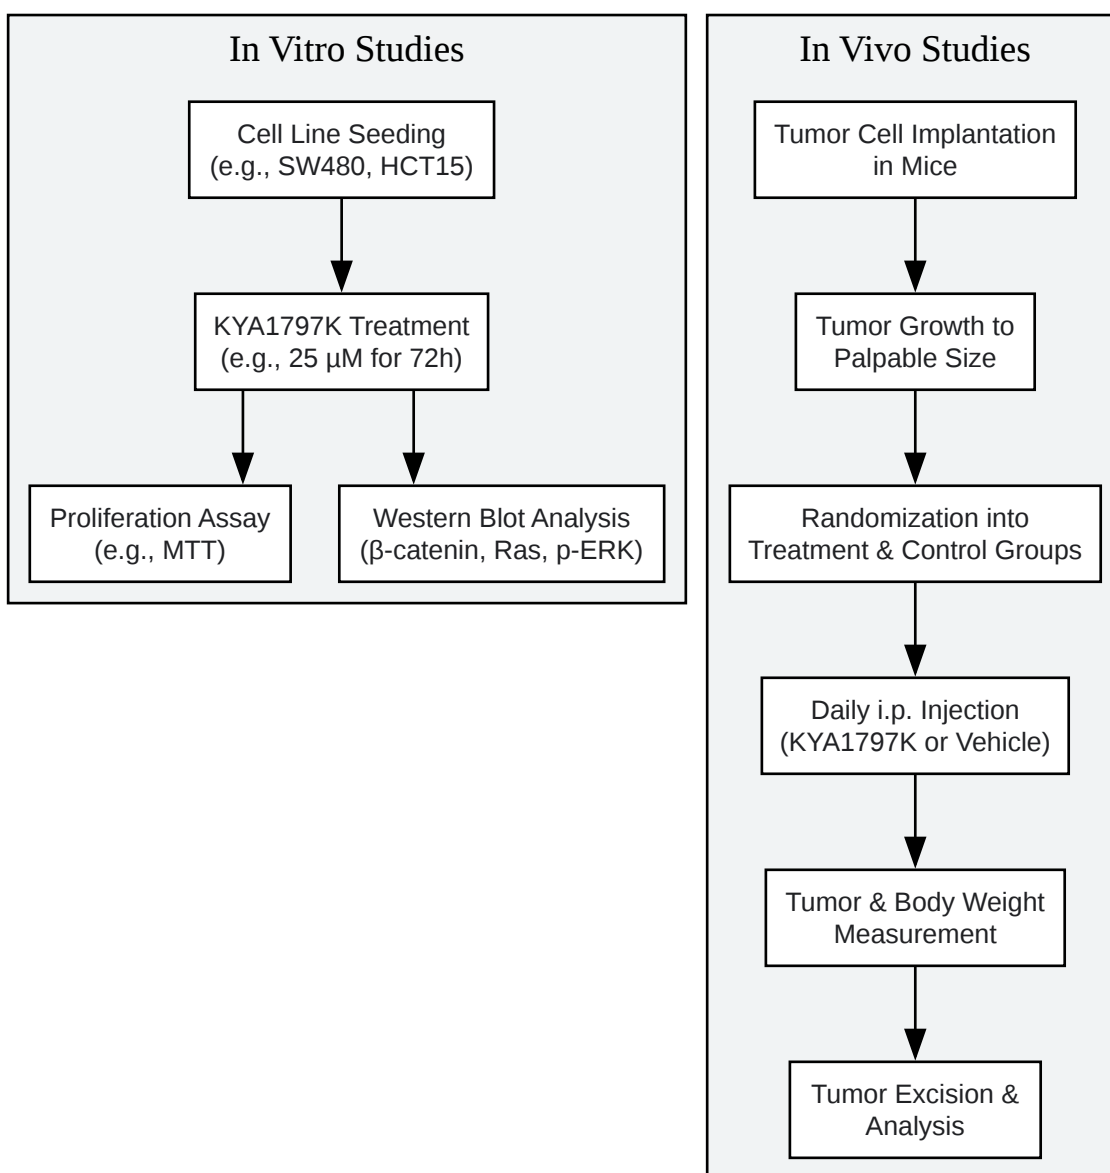 In Vitro Studies
Cell Line Seeding
(e.g., SW480, HCT15)
KYA1797K Treatment
(e.g., 25 µM for 72h)
Proliferation Assay
(e.g., MTT)
Western Blot Analysis
(β-catenin, Ras, p-ERK)
In Vivo Studies
Tumor Cell Implantation
in Mice
Tumor Growth to
Palpable Size
Randomization into
Treatment & Control Groups
Daily i.p. Injection
(KYA1797K or Vehicle)
Tumor & Body Weight
Measurement
Tumor Excision &
Analysis